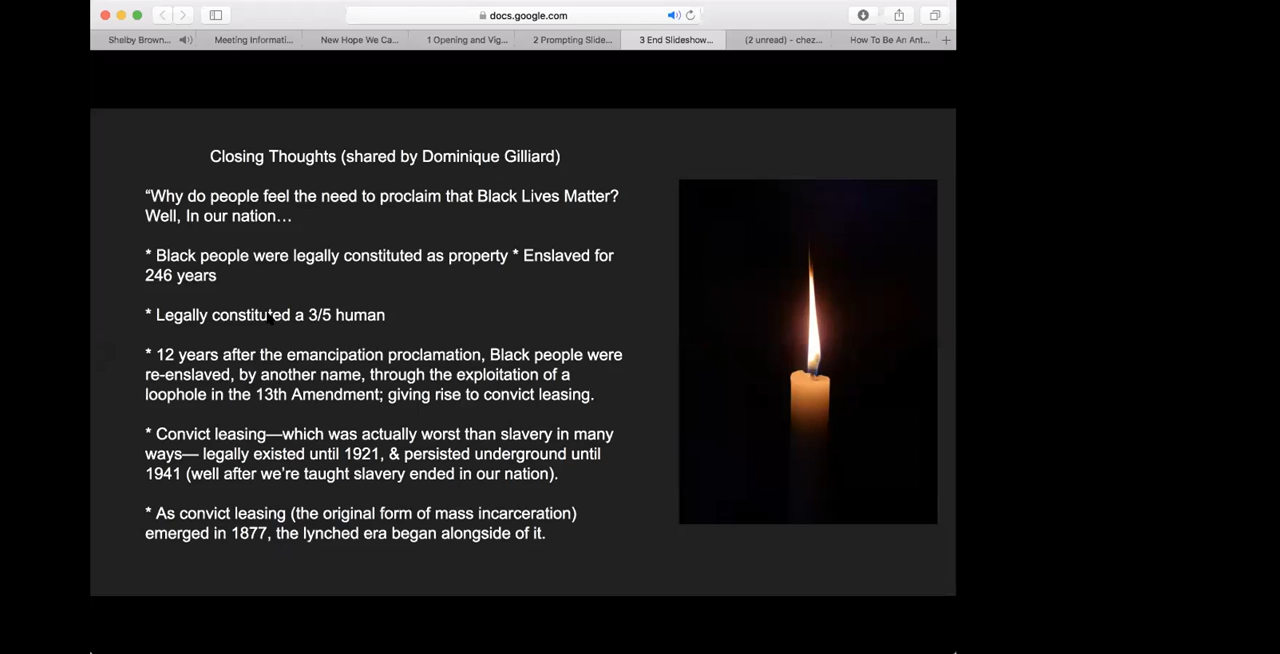 docs.google.com
Shelby Brown...
Meeting Informati...
New Hope We Ca...
1 Opening and Vig...
2 Prompting Slide...
3 End Slideshow...
(2 unread) - chez...
How To Be An Ant...
Closing Thoughts (shared by Dominique Gilliard)
“Why do people feel the need to proclaim that Black Lives Matter?
Well, In our nation…
* Black people were legally constituted as property * Enslaved for
246 years
* Legally constituted a 3/5 human
* 12 years after the emancipation proclamation, Black people were
re-enslaved, by another name, through the exploitation of a
loophole in the 13th Amendment; giving rise to convict leasing.
* Convict leasing—which was actually worst than slavery in many
ways— legally existed until 1921, & persisted underground until
1941 (well after we’re taught slavery ended in our nation).
* As convict leasing (the original form of mass incarceration)
emerged in 1877, the lynched era began alongside of it.